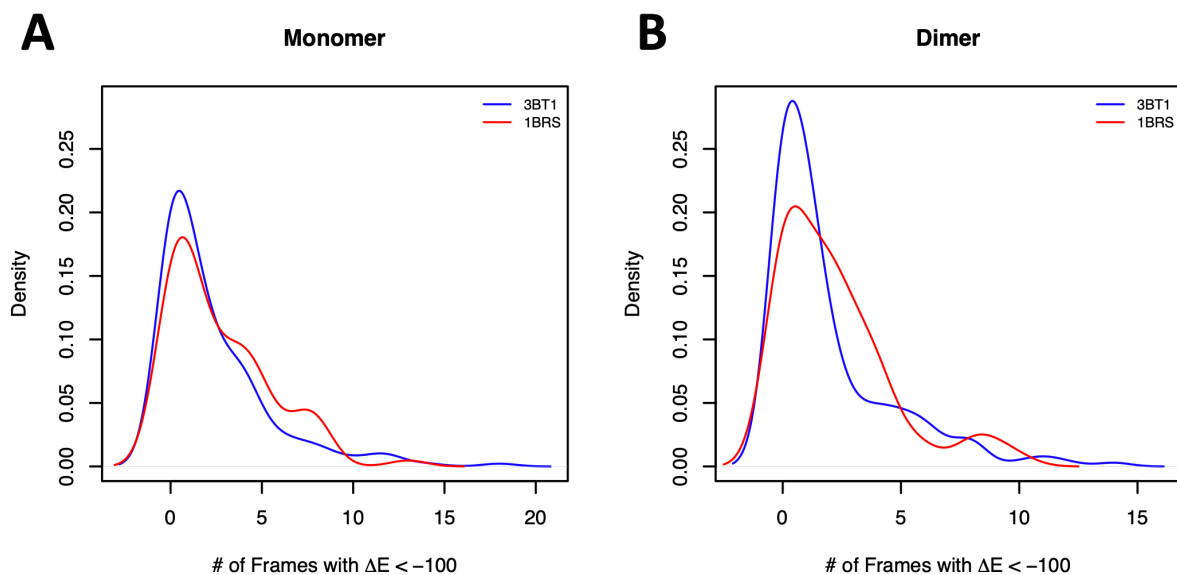 A
Monomer
3BT1
1BRS
Density
0.00
0.05
0.10
0.15
0.20
0.25
0
5
10
15
20
# of Frames with ΔE < −100
B
Dimer
3BT1
1BRS
Density
0.00
0.05
0.10
0.15
0.20
0.25
0
5
10
15
# of Frames with ΔE < −100